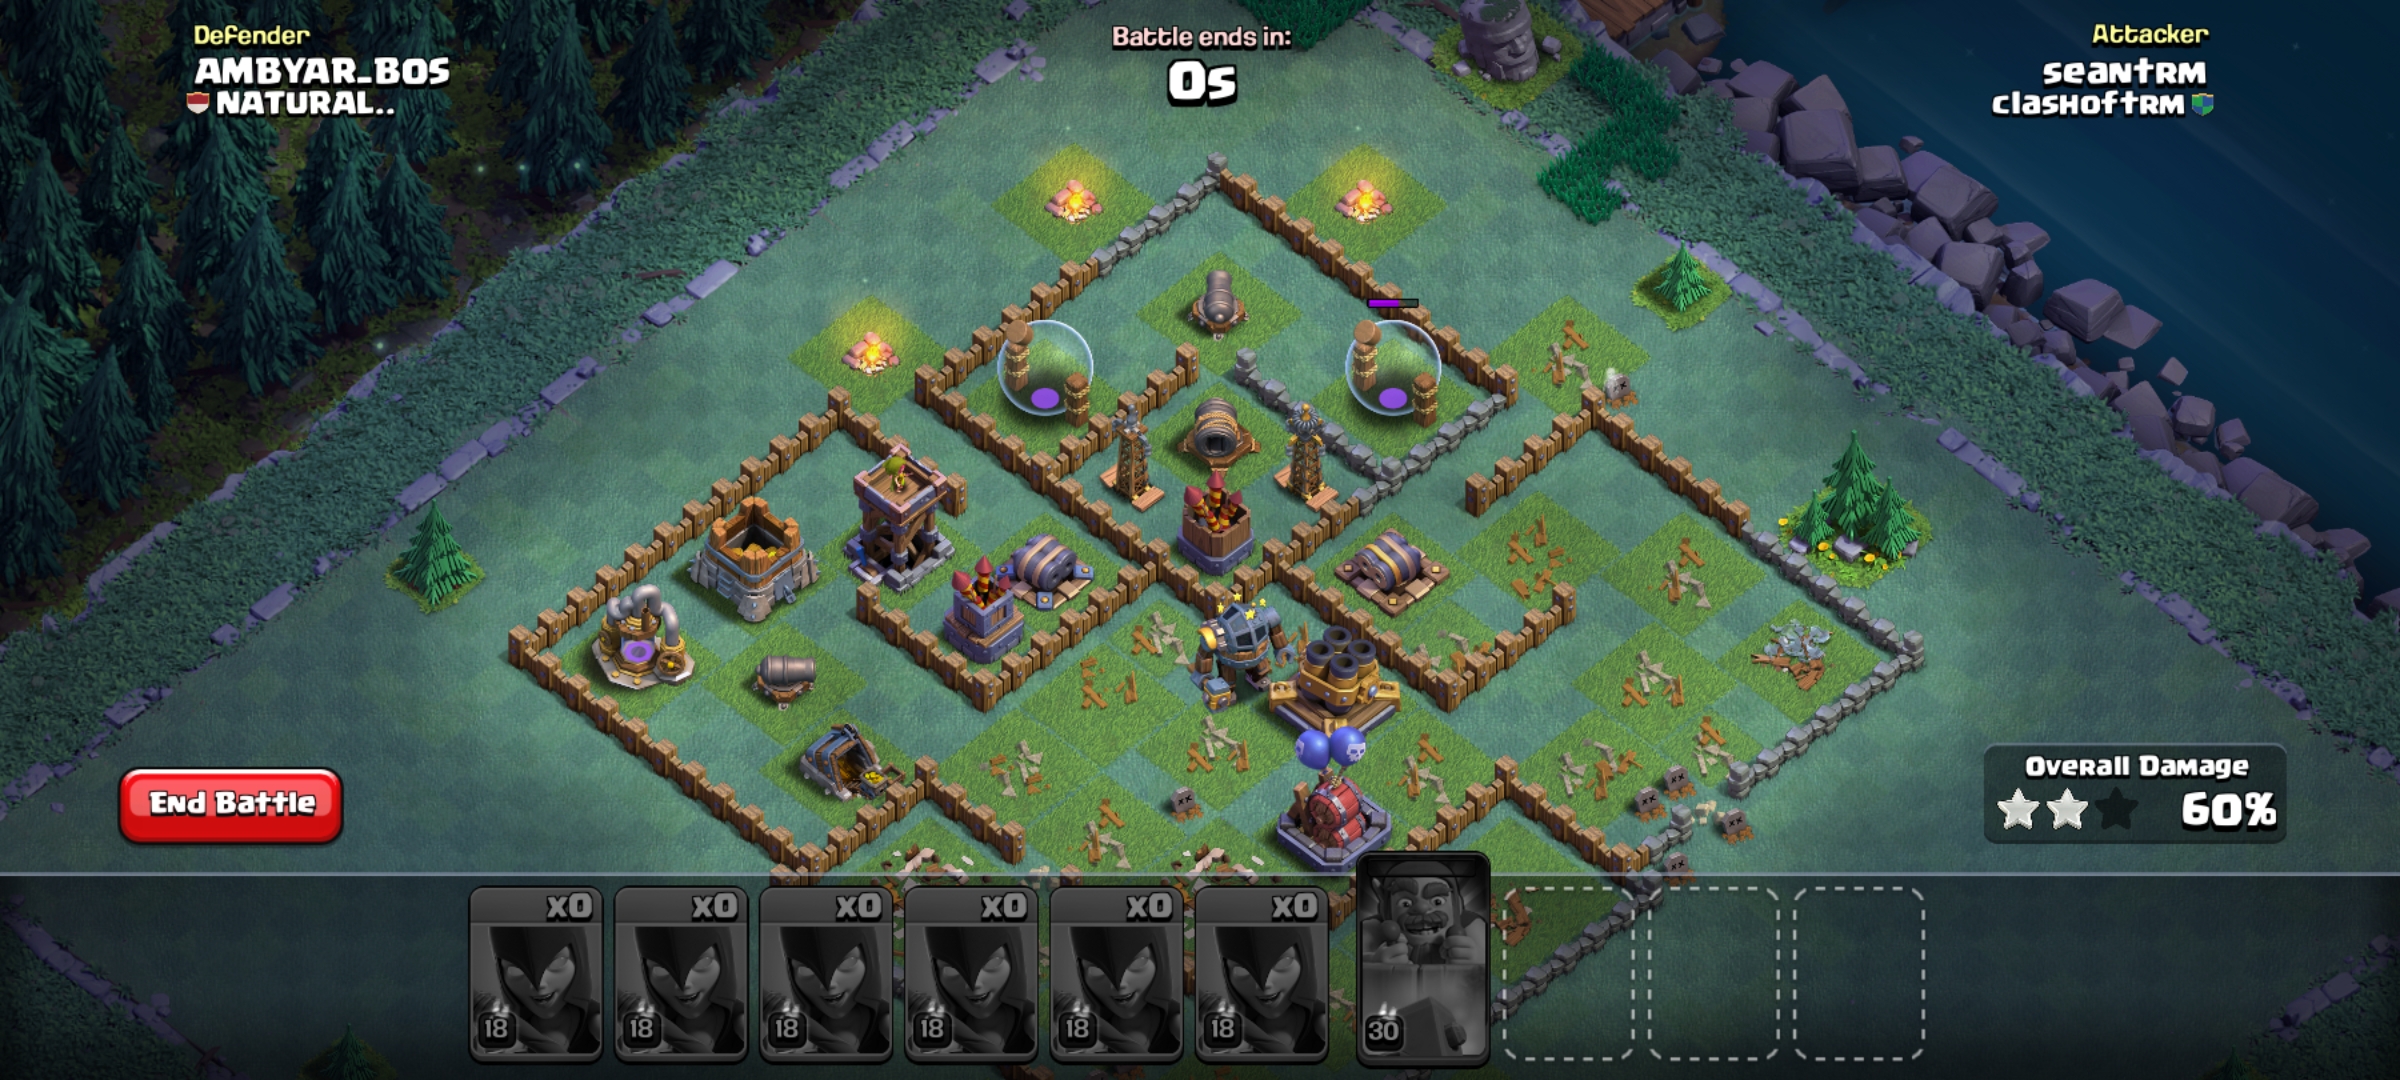 Defender
AMBYAR_BOS
NATURAL..
Battle ends in:
0s
Attacker
seantRM
clashoftRM
End Battle
Overall Damage
60%
x0 x0 x0 x0 x0 x0
18 18 18 18 18 18 30